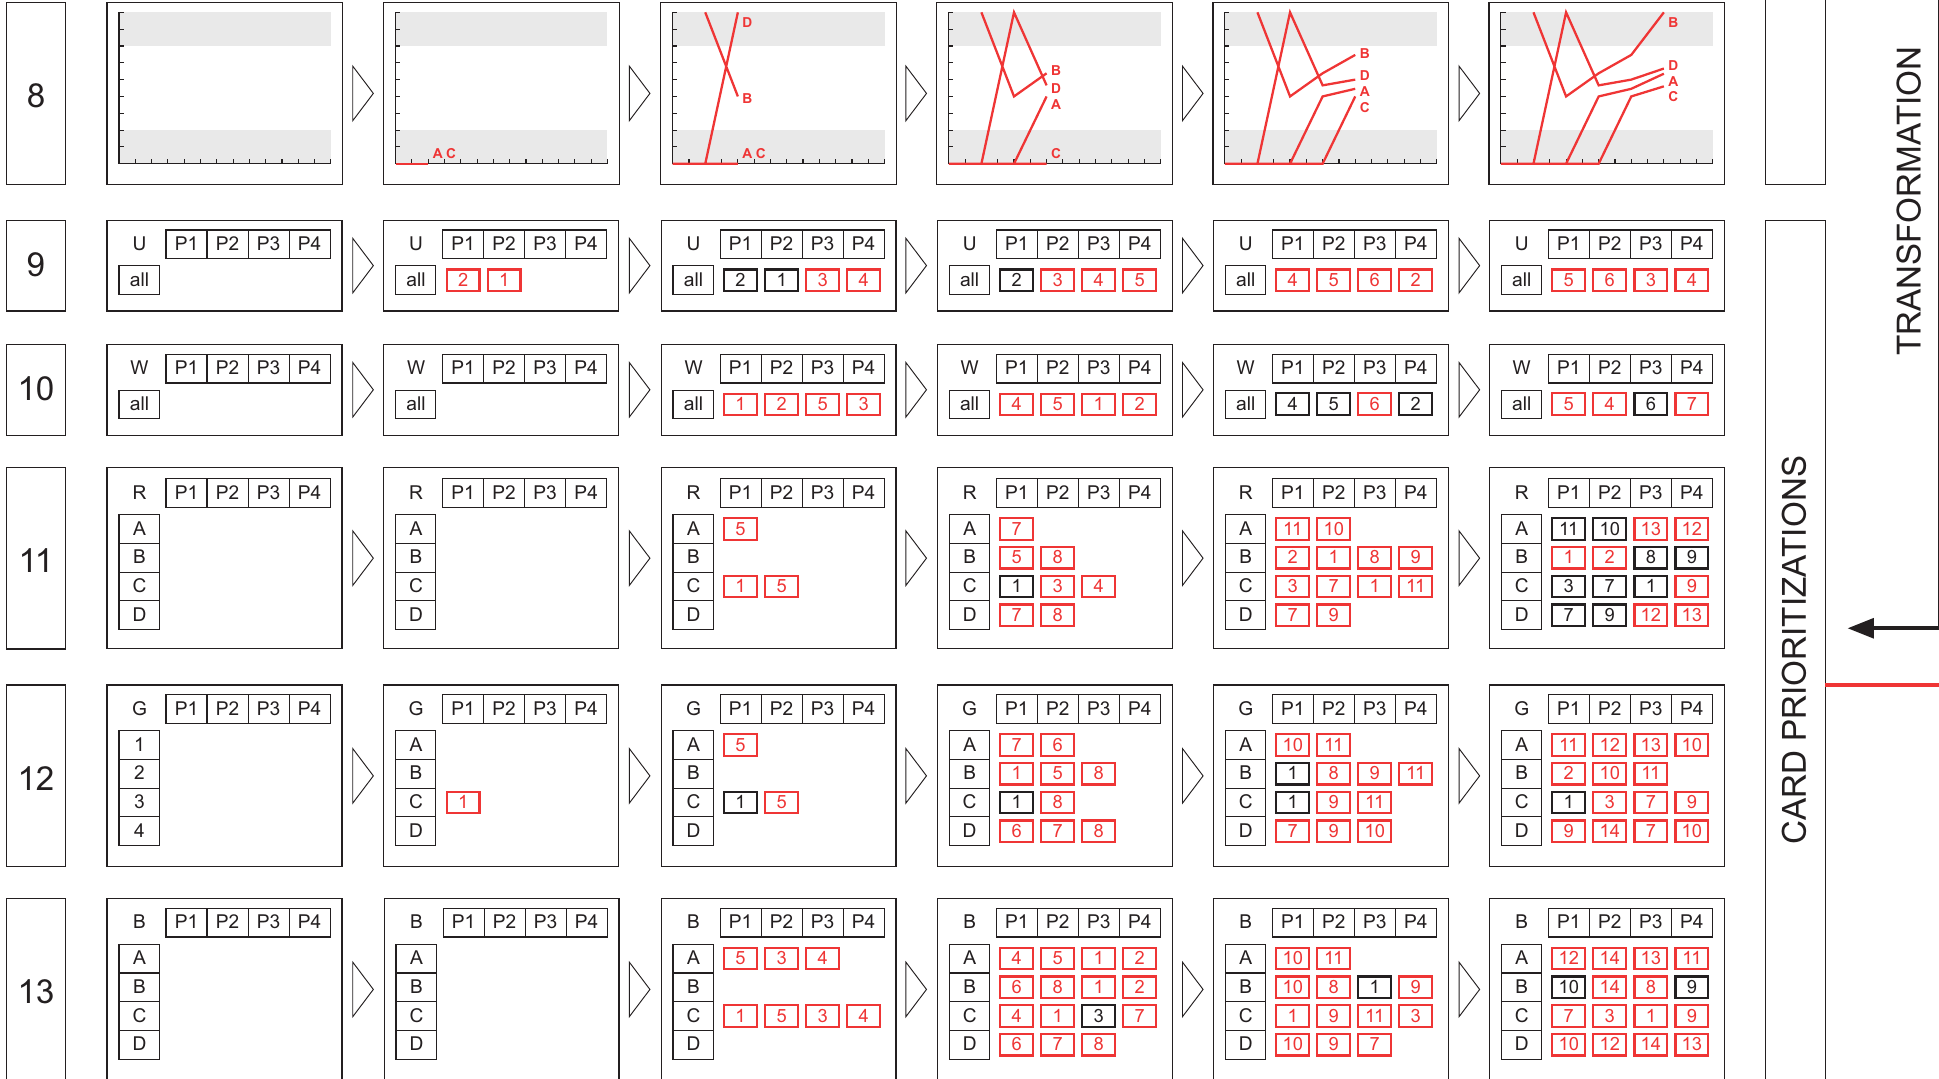 8
A C
D
B
A C
B
D
A
C
B
D
A
C
B
D
A
C
TRANSFORMATION
9
U P1 P2 P3 P4
all
U P1 P2 P3 P4
all 2 1
U P1 P2 P3 P4
all 2 1 3 4
U P1 P2 P3 P4
all 2 3 4 5
U P1 P2 P3 P4
all 4 5 6 2
U P1 P2 P3 P4
all 5 6 3 4
10
W P1 P2 P3 P4
all
W P1 P2 P3 P4
all
W P1 P2 P3 P4
all 1 2 5 3
W P1 P2 P3 P4
all 4 5 1 2
W P1 P2 P3 P4
all 4 5 6 2
W P1 P2 P3 P4
all 5 4 6 7
11
R P1 P2 P3 P4
A
B
C
D
R P1 P2 P3 P4
A
B
C
D
R P1 P2 P3 P4
A 5
B
C 1 5
D
R P1 P2 P3 P4
A 7
B 5 8
C 1 3 4
D 7 8
R P1 P2 P3 P4
A 11 10
B 2 1 8 9
C 3 7 1 11
D 7 9
R P1 P2 P3 P4
A 11 10 13 12
B 1 2 8 9
C 3 7 1 9
D 7 9 12 13
CARD PRIORITIZATIONS
12
G P1 P2 P3 P4
1
2
3
4
G P1 P2 P3 P4
A
B
C 1
D
G P1 P2 P3 P4
A 5
B
C 1 5
D
G P1 P2 P3 P4
A 7 6
B 1 5 8
C 1 8
D 6 7 8
G P1 P2 P3 P4
A 10 11
B 1 8 9 11
C 1 9 11
D 7 9 10
G P1 P2 P3 P4
A 11 12 13 10
B 2 10 11
C 1 3 7 9
D 9 14 7 10
13
B P1 P2 P3 P4
A
B
C
D
B P1 P2 P3 P4
A
B
C
D
B P1 P2 P3 P4
A 5 3 4
B
C 1 5 3 4
D
B P1 P2 P3 P4
A 4 5 1 2
B 6 8 1 2
C 4 1 3 7
D 6 7 8
B P1 P2 P3 P4
A 10 11
B 10 8 1 9
C 1 9 11 3
D 10 9 7
B P1 P2 P3 P4
A 12 14 13 11
B 10 14 8 9
C 7 3 1 9
D 10 12 14 13